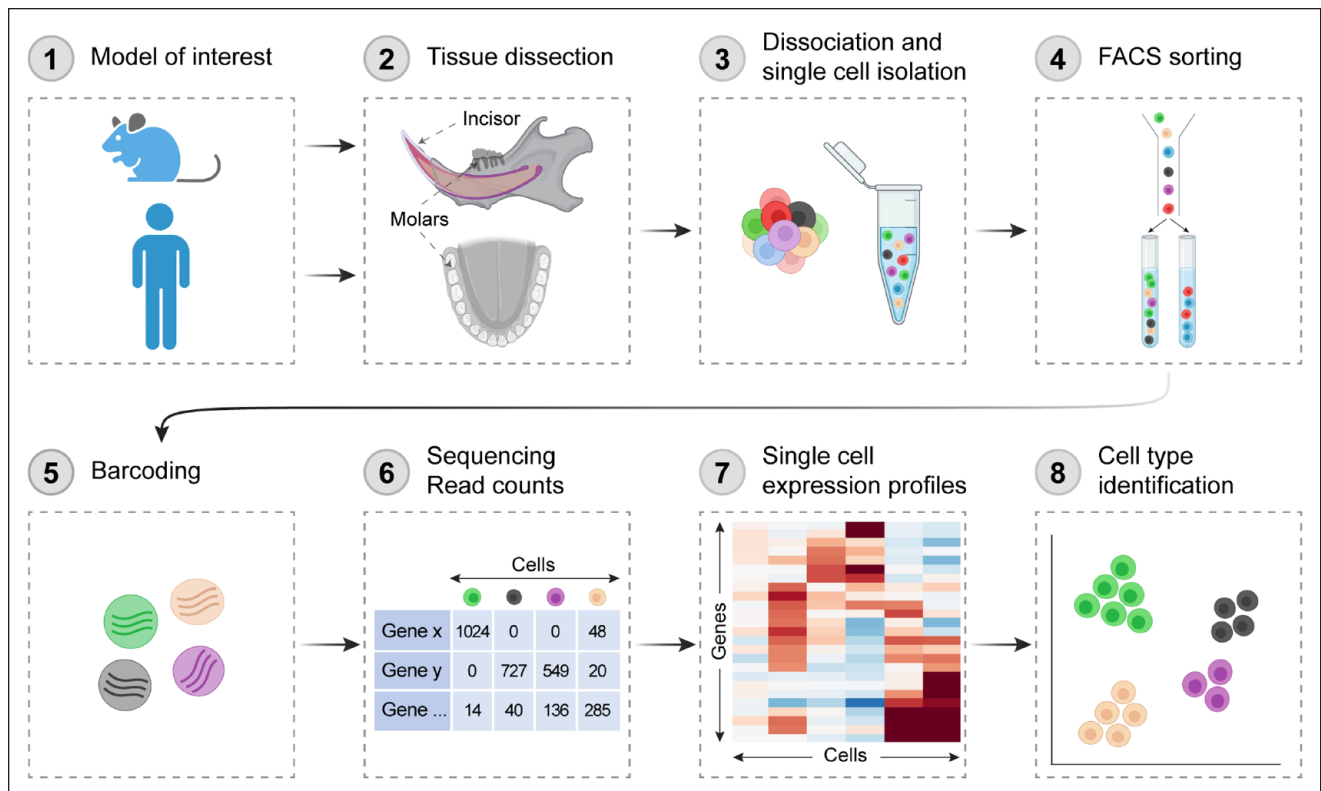 1 Model of interest
2 Tissue dissection
3 Dissociation and
single cell isolation
4 FACS sorting
Incisor
Molars
5 Barcoding
6 Sequencing
Read counts
7 Single cell
expression profiles
8 Cell type
identification
Cells
Gene x 1024 0 0 48
Gene y 0 727 549 20
Gene ... 14 40 136 285
Genes
Cells